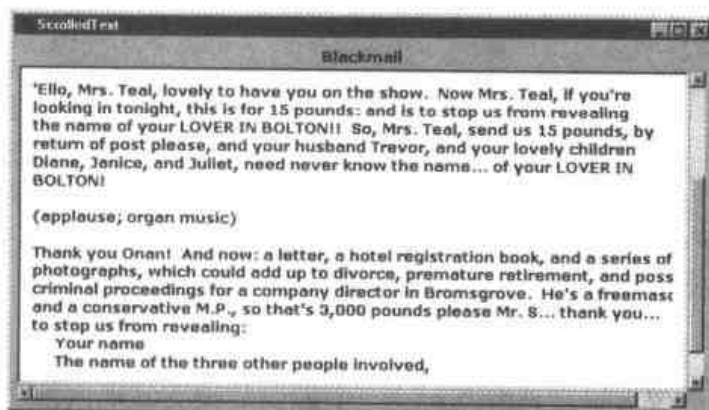 ScrolledText
Blackmail
'Ello, Mrs. Teal, lovely to have you on the show. Now Mrs. Teal, if you're
looking in tonight, this is for 15 pounds: and is to stop us from revealing
the name of your LOVER IN BOLTON!! So, Mrs. Teal, send us 15 pounds, by
return of post please, and your husband Trevor, and your lovely children
Diane, Janice, and Juliet, need never know the name... of your LOVER IN
BOLTON!
(applause; organ music)
Thank you Onan! And now: a letter, a hotel registration book, and a series of
photographs, which could add up to divorce, premature retirement, and poss
criminal proceedings for a company director in Bromsgrove. He's a freemasc
and a conservative M.P., so that's 3,000 pounds please Mr. S... thank you...
to stop us from revealing:
Your name
The name of the three other people involved,